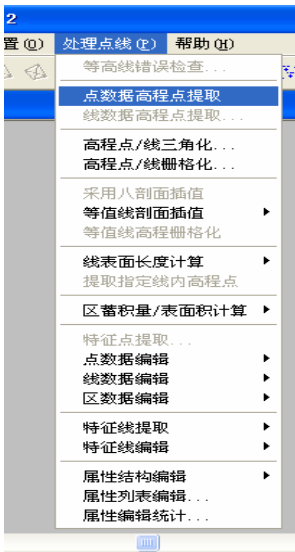 2
置(O) 处理点线(P) 帮助(H)
等高线错误检查...
点数据高程点提取
线数据高程点提取...
高程点/线三角化...
高程点/线栅格化...
采用八剖面插值
等值线剖面插值
等值线高程栅格化
线表面长度计算
提取指定线内高程点
区蓄积量/表面积计算
特征点提取...
点数据编辑
线数据编辑
区数据编辑
特征线提取
特征线编辑
属性结构编辑
属性列表编辑...
属性编辑统计...